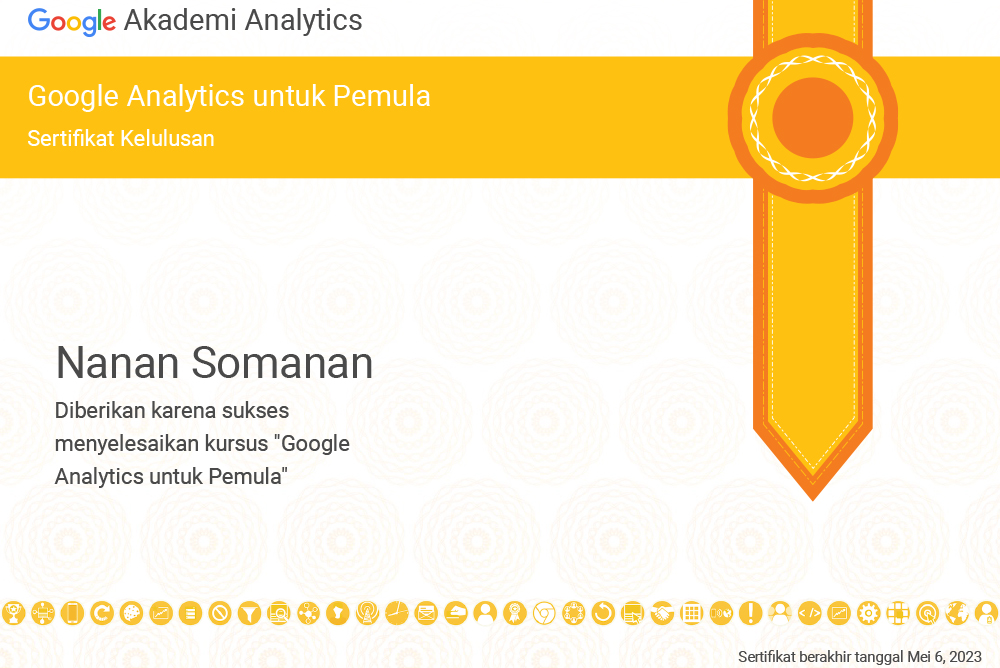 Google Akademi Analytics
Google Analytics untuk Pemula
Sertifikat Kelulusan
Nanan Somanan
Diberikan karena sukses
menyelesaikan kursus "Google
Analytics untuk Pemula"
Sertifikat berakhir tanggal Mei 6, 2023